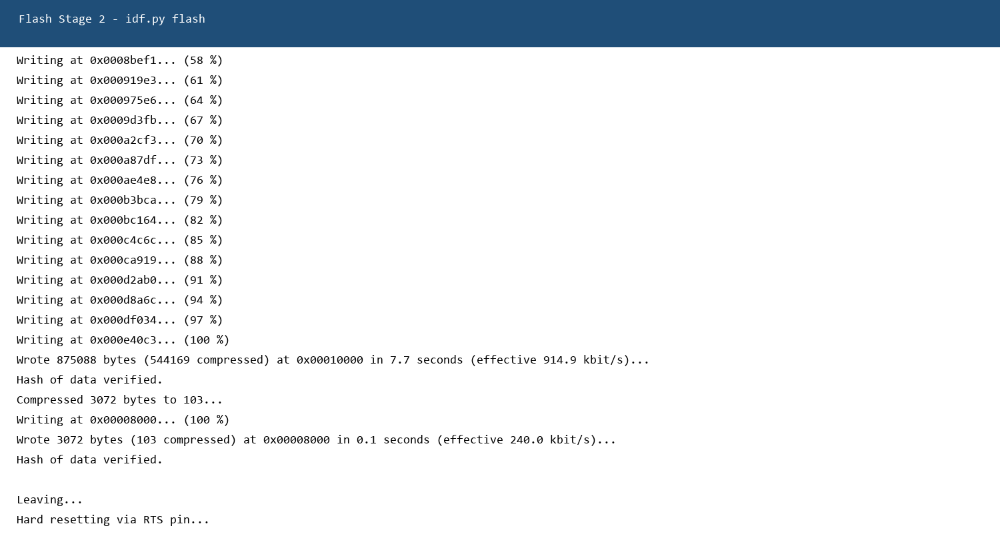 Flash Stage 2 - idf.py flash
Writing at 0x0008bef1... (58 %)
Writing at 0x000919e3... (61 %)
Writing at 0x000975e6... (64 %)
Writing at 0x0009d3fb... (67 %)
Writing at 0x000a2cf3... (70 %)
Writing at 0x000a87df... (73 %)
Writing at 0x000ae4e8... (76 %)
Writing at 0x000b3bca... (79 %)
Writing at 0x000bc164... (82 %)
Writing at 0x000c4c6c... (85 %)
Writing at 0x000ca919... (88 %)
Writing at 0x000d2ab0... (91 %)
Writing at 0x000d8a6c... (94 %)
Writing at 0x000df034... (97 %)
Writing at 0x000e40c3... (100 %)
Wrote 875088 bytes (544169 compressed) at 0x00010000 in 7.7 seconds (effective 914.9 kbit/s)...
Hash of data verified.
Compressed 3072 bytes to 103...
Writing at 0x00008000... (100 %)
Wrote 3072 bytes (103 compressed) at 0x00008000 in 0.1 seconds (effective 240.0 kbit/s)...
Hash of data verified.
Leaving...
Hard resetting via RTS pin...